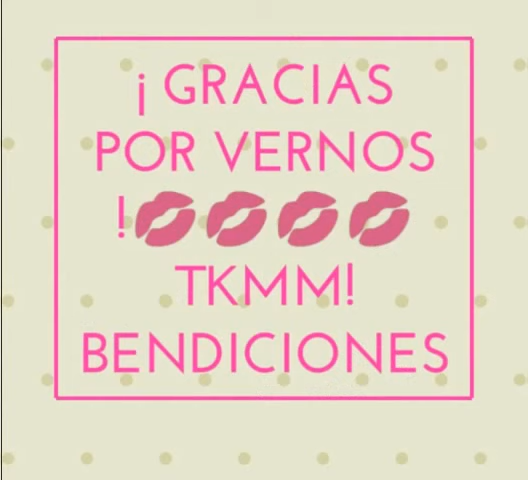 ¡ GRACIAS
POR VERNOS
!💋💋💋💋
TKMM!
BENDICIONES